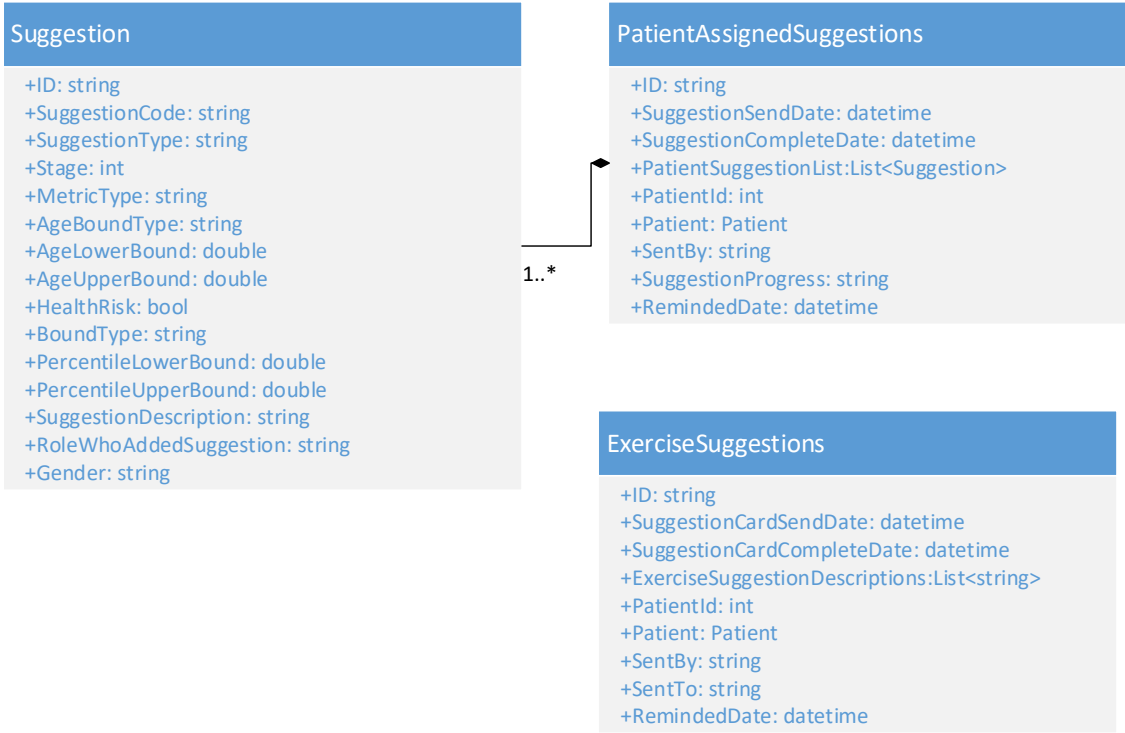 Suggestion
+ID: string
+SuggestionCode: string
+SuggestionType: string
+Stage: int
+MetricType: string
+AgeBoundType: string
+AgeLowerBound: double
+AgeUpperBound: double
+HealthRisk: bool
+BoundType: string
+PercentileLowerBound: double
+PercentileUpperBound: double
+SuggestionDescription: string
+RoleWhoAddedSuggestion: string
+Gender: string
1..*
PatientAssignedSuggestions
+ID: string
+SuggestionSendDate: datetime
+SuggestionCompleteDate: datetime
+PatientSuggestionList:List<Suggestion>
+PatientId: int
+Patient: Patient
+SentBy: string
+SuggestionProgress: string
+RemindedDate: datetime
ExerciseSuggestions
+ID: string
+SuggestionCardSendDate: datetime
+SuggestionCardCompleteDate: datetime
+ExerciseSuggestionDescriptions:List<string>
+PatientId: int
+Patient: Patient
+SentBy: string
+SentTo: string
+RemindedDate: datetime